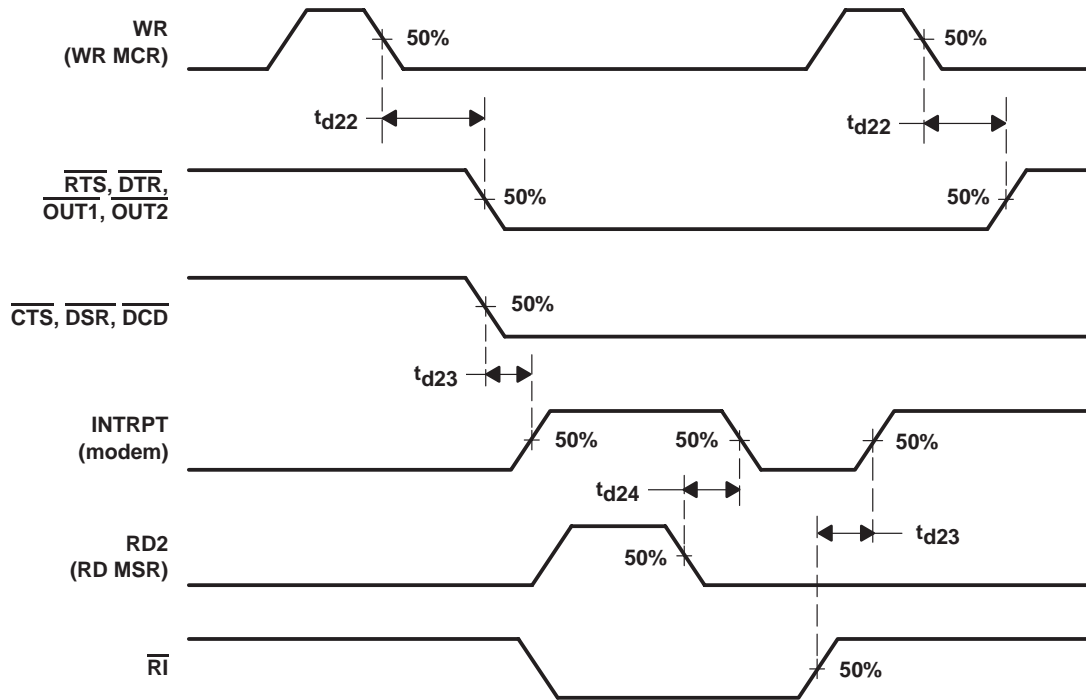 WR
(WR MCR)
50%
50%
td22
td22
RTS, DTR,
OUT1, OUT2
50%
50%
CTS, DSR, DCD
50%
td23
INTRPT
(modem)
50%
50%
50%
td24
td23
RD2
(RD MSR)
50%
RI
50%